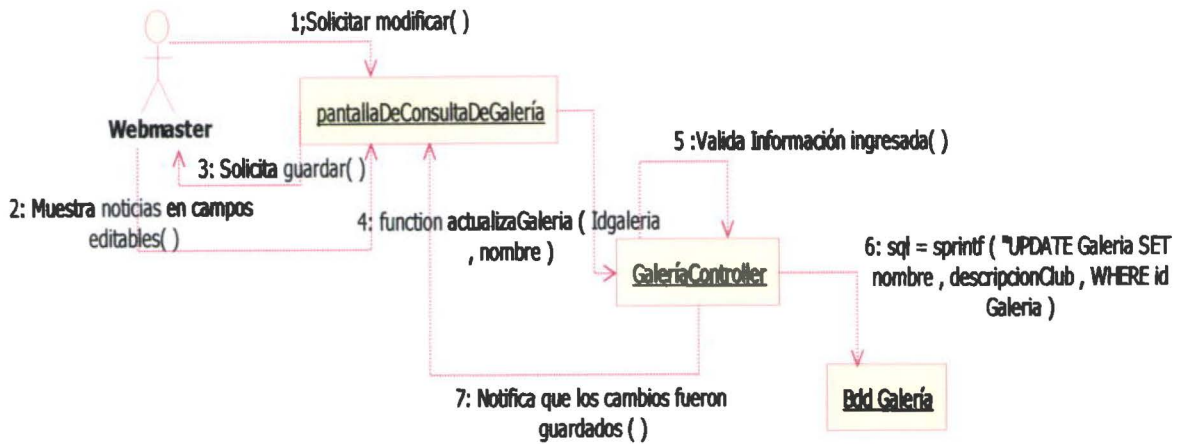 1;Solicitar modificar( )
pantallaDeConsultaDeGalería
Webmaster
5 :Valida Información ingresada( )
3: Solicita guardar( )
2: Muestra noticias en campos
editables( )
4: function actualizaGaleria ( Idgaleria
, nombre )
6: sql = sprintf ( "UPDATE Galeria SET
nombre , descripcionClub , WHERE id
Galeria )
GaleríaController
7: Notifica que los cambios fueron
guardados ( )
Bdd Galería